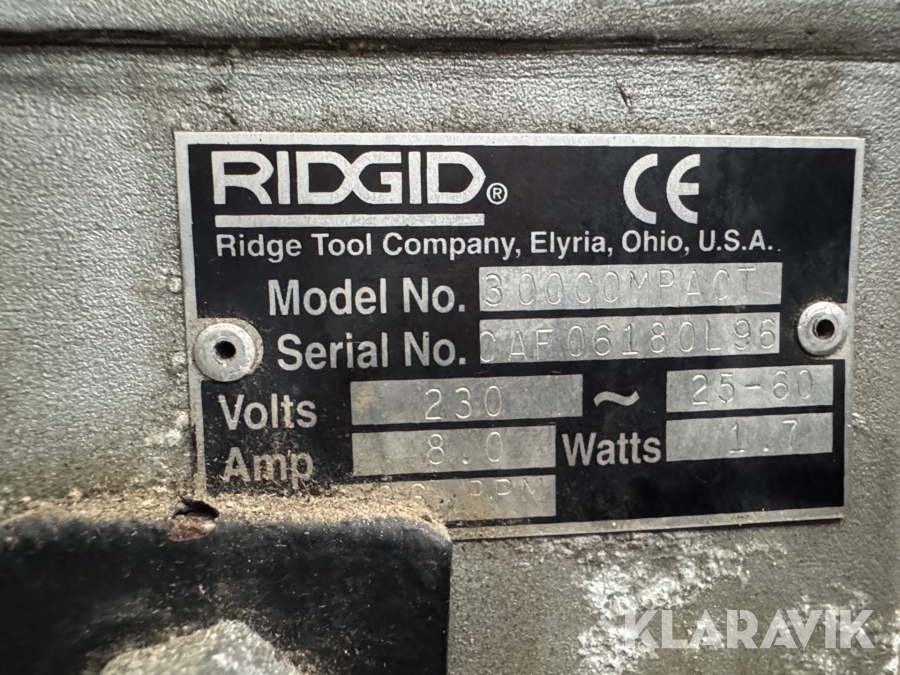 RIDGID®
CE
Ridge Tool Company, Elyria, Ohio, U.S.A.
Model No. 300COMPACT
Serial No. CAF06180L96
Volts 230 ~ 25-60
Amp 8.0 Watts 1.7
RPM
KLARAVIK